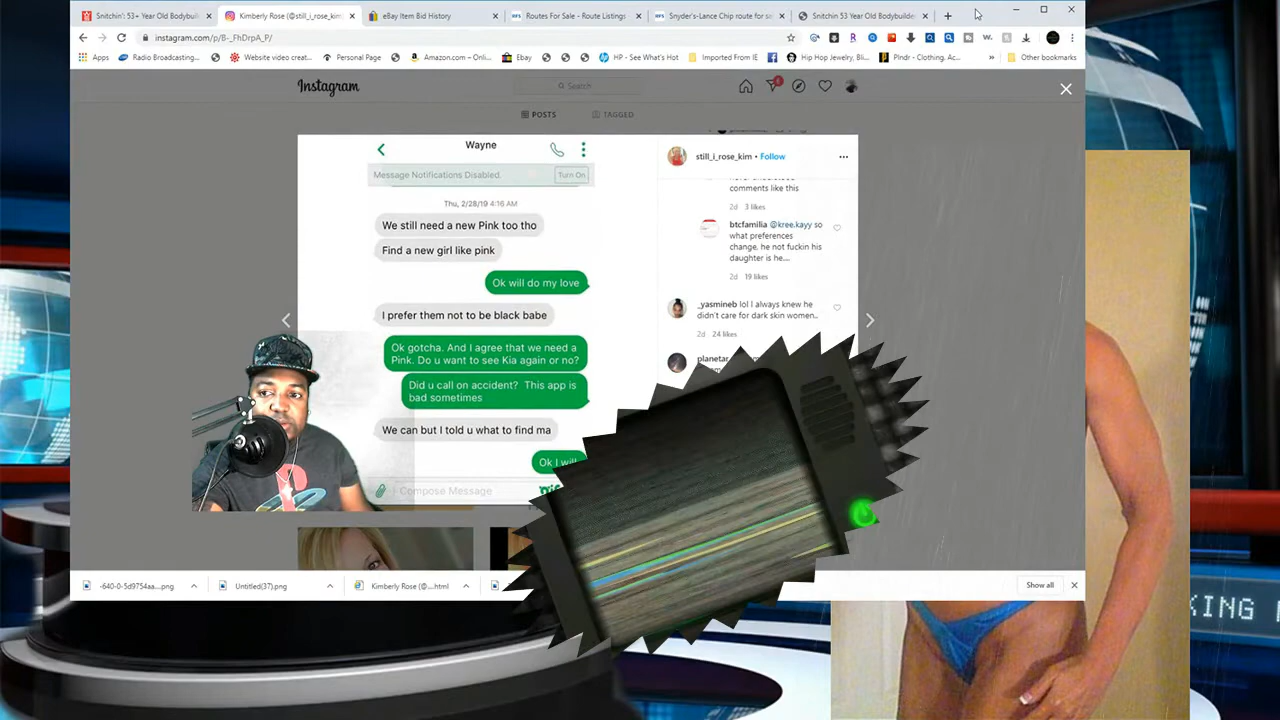 Snitchin': 53+ Year Old Bodybuil
Kimberly Rose (@still_i_rose_kim
eBay Item Bid History
Routes For Sale - Route Listings
Snyder's-Lance Chip route for sa
Snitchin 53 Year Old Bodybuilde
instagram.com/p/B-_FhDrpA_P/
Apps
Radio Broadcasting...
Website video creat...
Personal Page
Amazon.com – Onli...
Ebay
HP - See What's Hot
Imported From IE
Hip Hop Jewelry, Bli...
Plndr - Clothing, Ac...
Other bookmarks
Instagram
Search
POSTS
TAGGED
Wayne
Message Notifications Disabled.
Turn On
Thu, 2/28/19 4:16 AM
We still need a new Pink too tho
Find a new girl like pink
Ok will do my love
I prefer them not to be black babe
Ok gotcha. And I agree that we need a
Pink. Do u want to see Kia again or no?
Did u call on accident? This app is
bad sometimes
We can but I told u what to find ma
Ok I will
Compose Message
still_i_rose_kim • Follow
comments like this
2d 3 likes
btcfamilia @kree.kayy so
what preferences
change, he not fuckin his
daughter is he....
2d 19 likes
_yasmineb lol I always knew he
didn't care for dark skin women..
2d 24 likes
-640-0-5d9754aa....png
Untitled(37).png
Kimberly Rose (@....html
Show all
KING